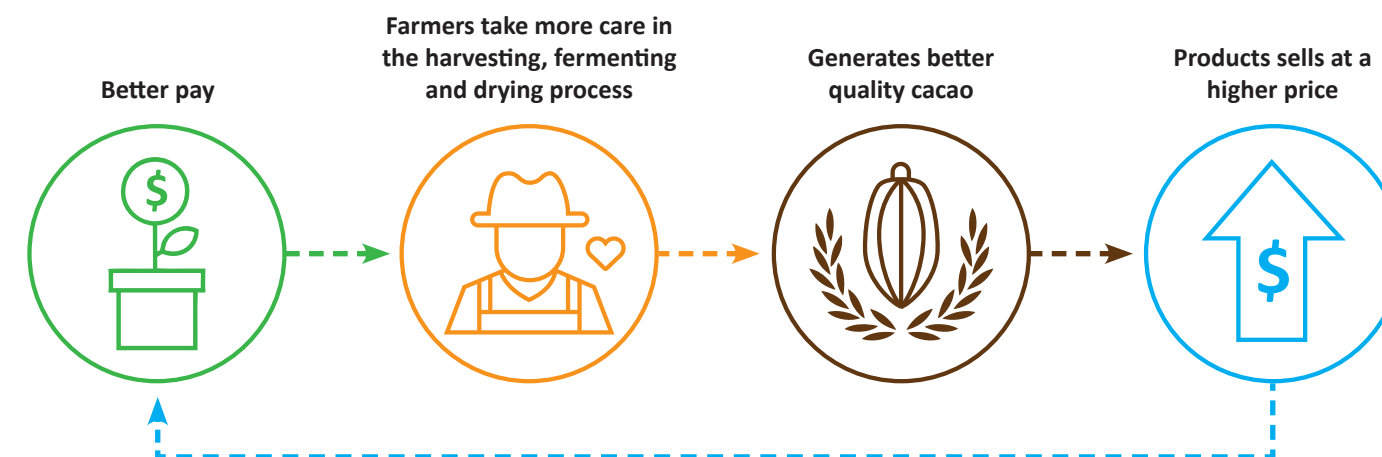 Better pay
Farmers take more care in
the harvesting, fermenting
and drying process
Generates better
quality cacao
Products sells at a
higher price
$
$